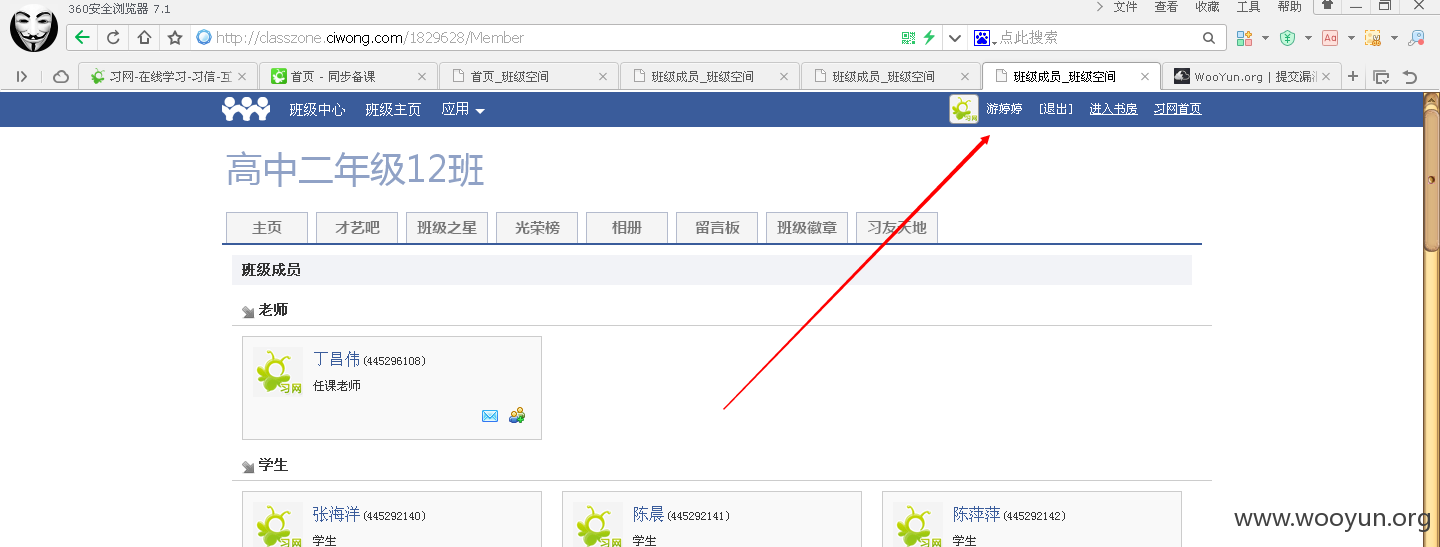 360安全浏览器 7.1
文件 查看 收藏 工具 帮助
http://classzone.ciwong.com/1829628/Member
点此搜索
习网-在线学习-习信-互
首页 - 同步备课
首页_班级空间
班级成员_班级空间
班级成员_班级空间
班级成员_班级空间
WooYun.org | 提交漏洞
班级中心 班级主页 应用
游婷婷 [退出] 进入书房 习网首页
高中二年级12班
主页 才艺吧 班级之星 光荣榜 相册 留言板 班级徽章 习友天地
班级成员
老师
习网
丁昌伟 (445296108)
任课老师
学生
张海洋 (445292140)
学生
陈晨 (445292141)
学生
陈萍萍 (445292142)
学生
www.wooyun.org